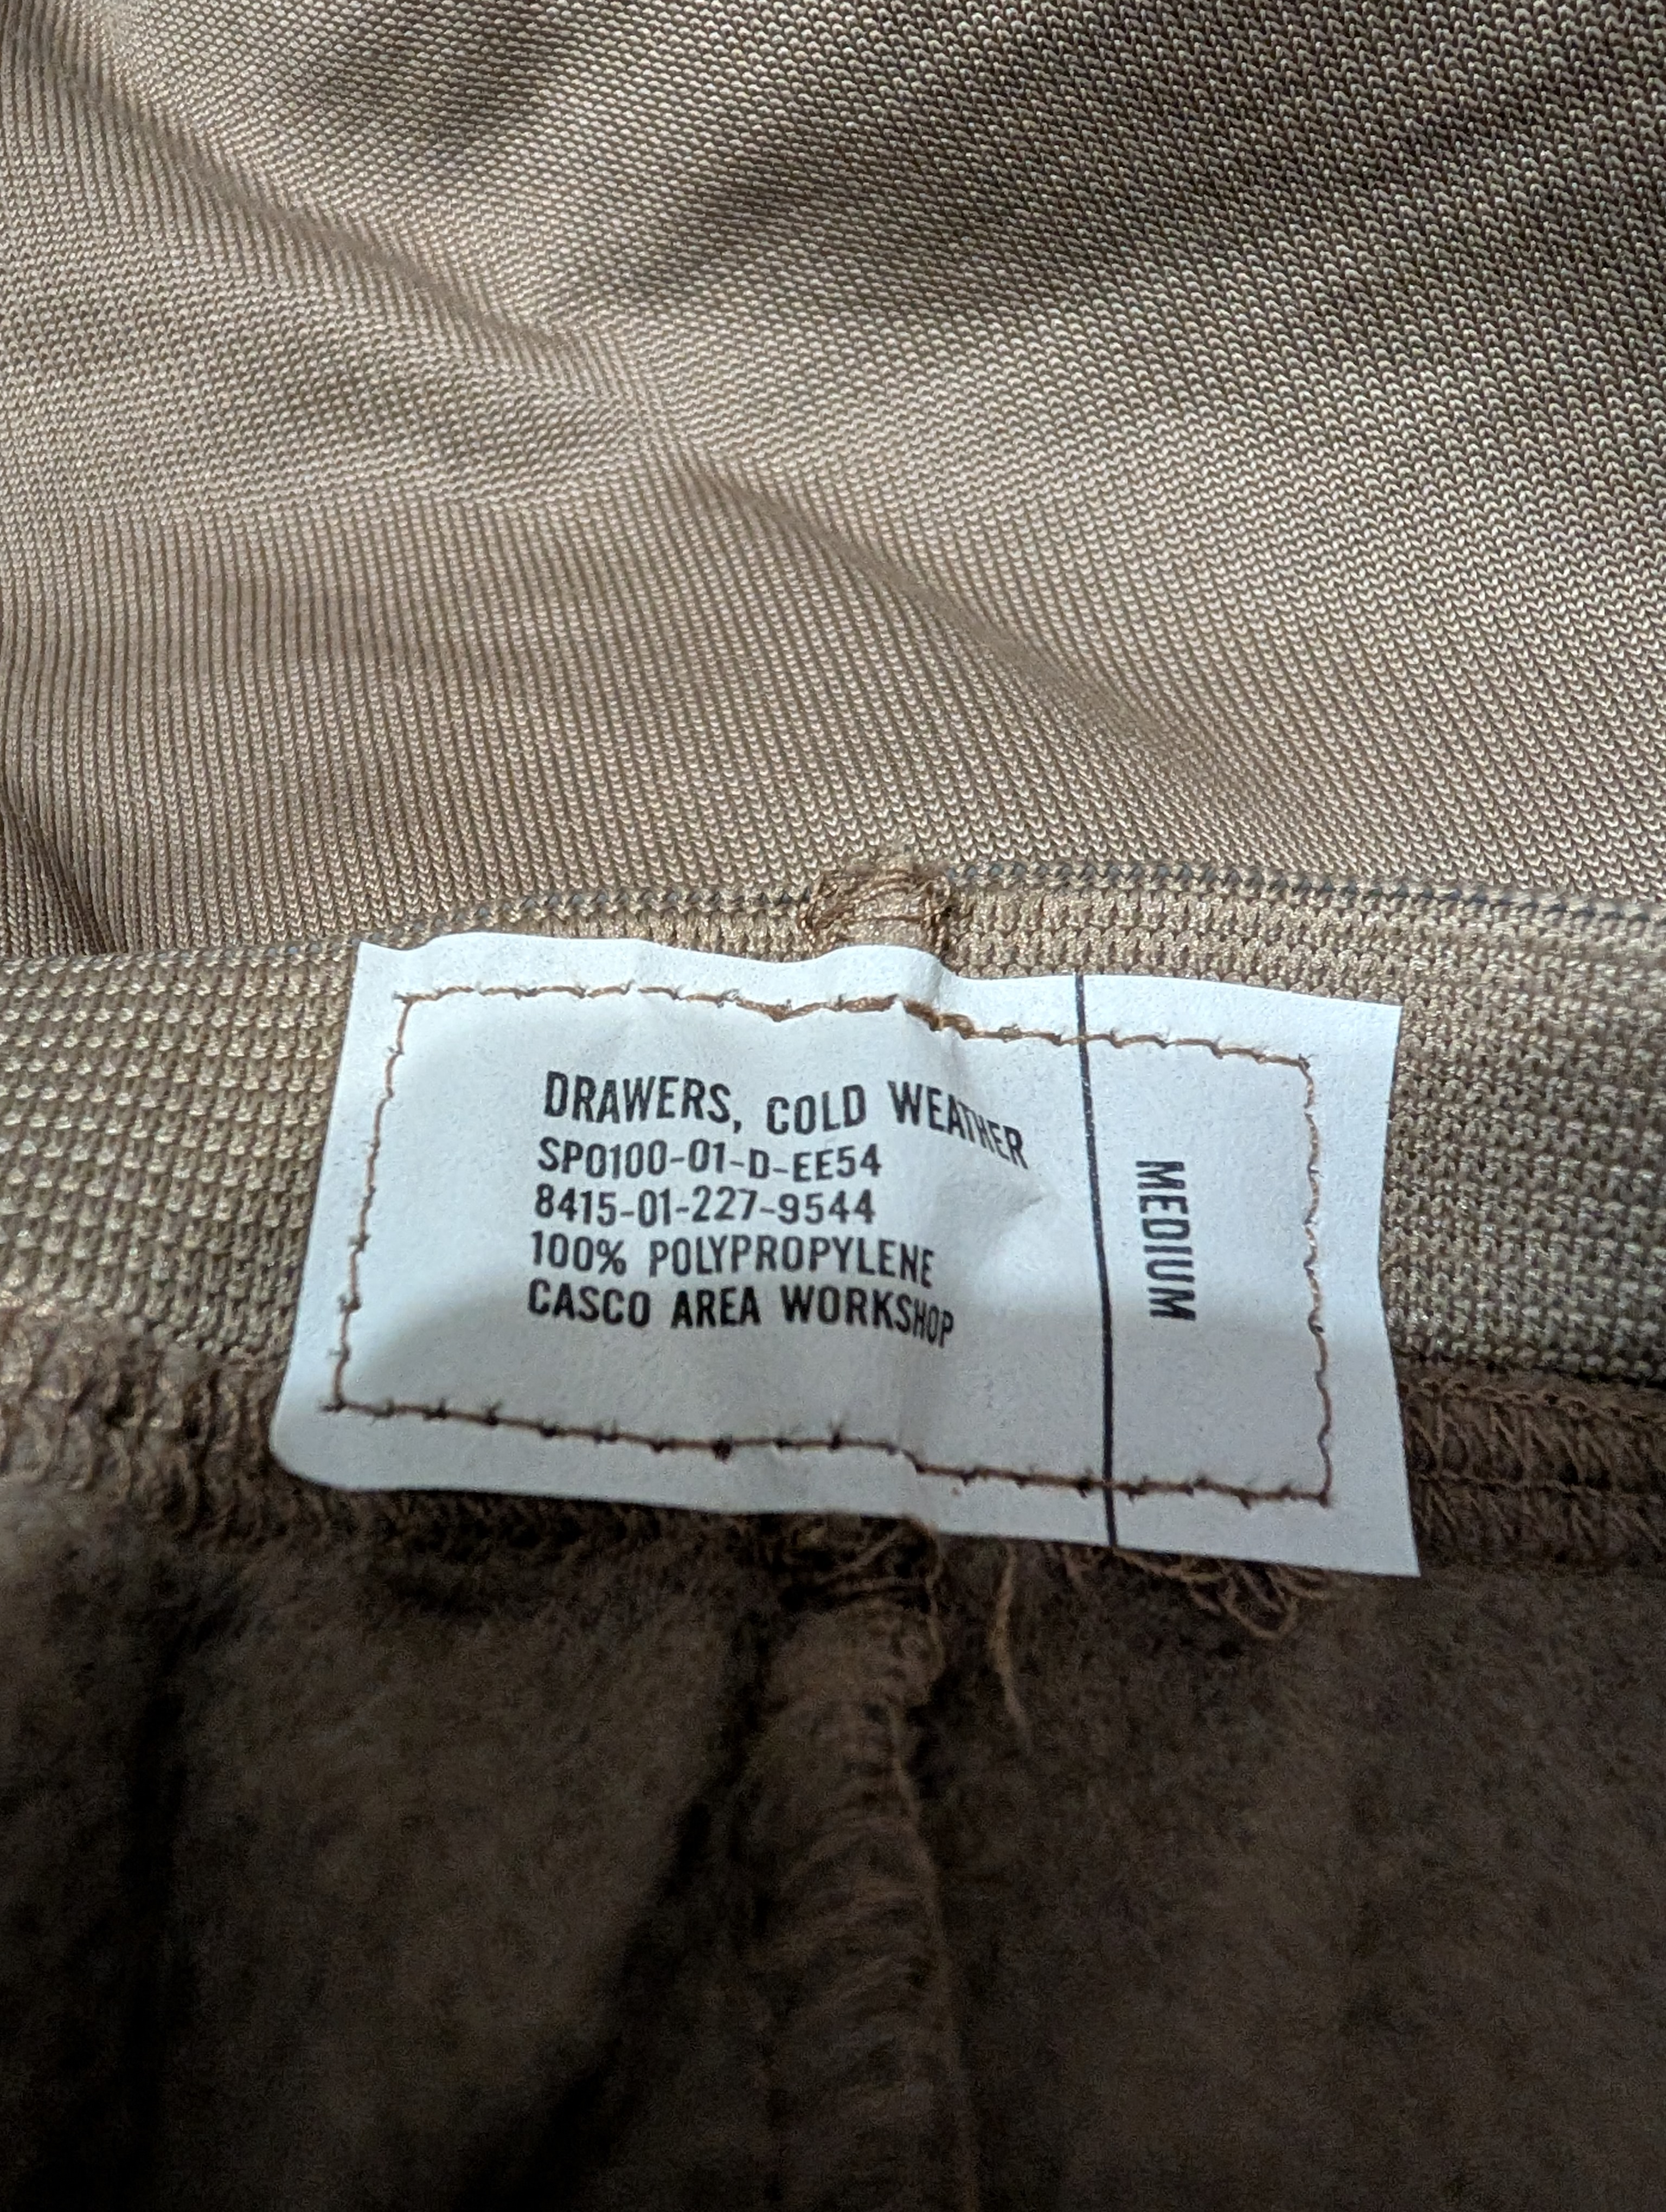 DRAWERS, COLD WEATHER
SP0100-01-D-EE54
8415-01-227-9544
100% POLYPROPYLENE
CASCO AREA WORKSHOP
MEDIUM